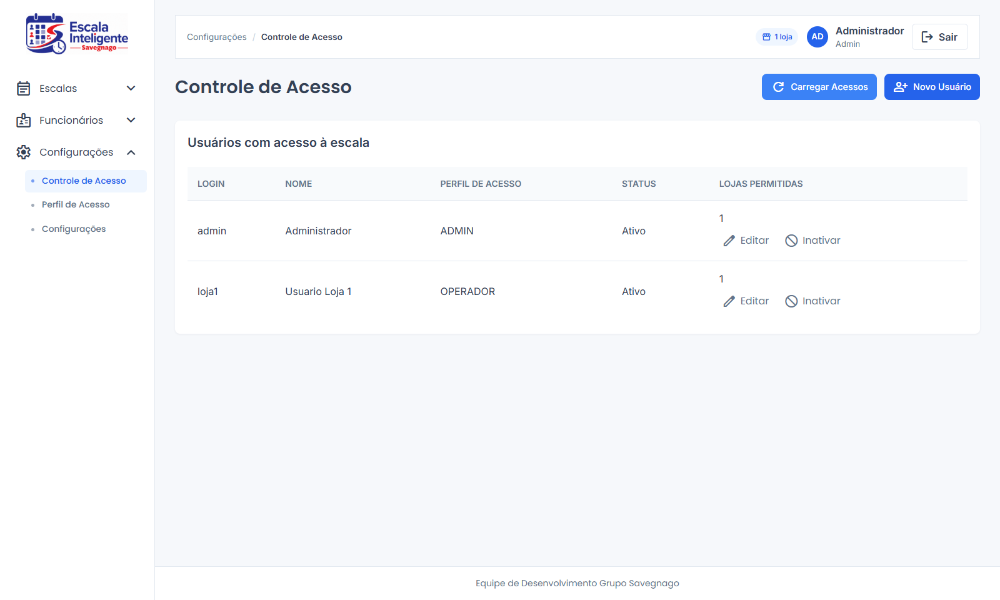 Escala
Inteligente
Savegnago
Escalas
Funcionários
Configurações
Controle de Acesso
Perfil de Acesso
Configurações
Configurações / Controle de Acesso
1 loja
AD
Administrador
Admin
Sair
Controle de Acesso
Carregar Acessos
Novo Usuário
Usuários com acesso à escala
LOGIN NOME PERFIL DE ACESSO STATUS LOJAS PERMITIDAS
admin Administrador ADMIN Ativo 1
Editar Inativar
loja1 Usuario Loja 1 OPERADOR Ativo 1
Editar Inativar
Equipe de Desenvolvimento Grupo Savegnago